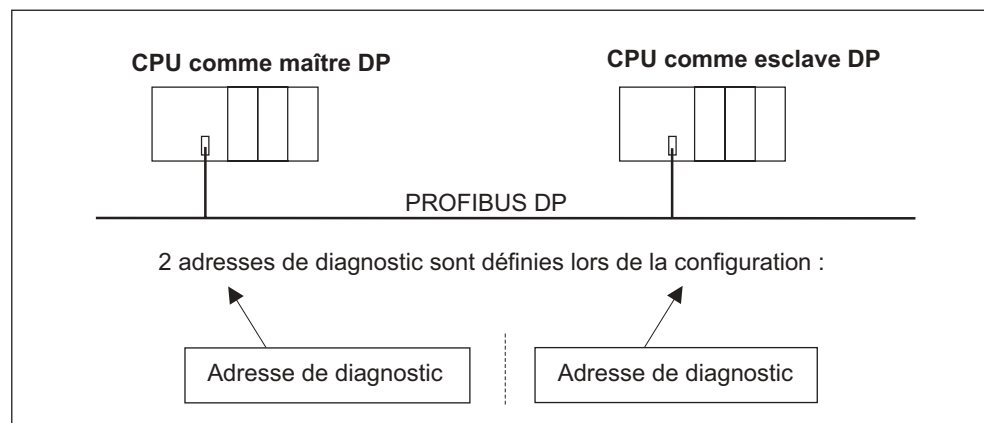 CPU comme maître DP
CPU comme esclave DP
PROFIBUS DP
2 adresses de diagnostic sont définies lors de la configuration :
Adresse de diagnostic
Adresse de diagnostic